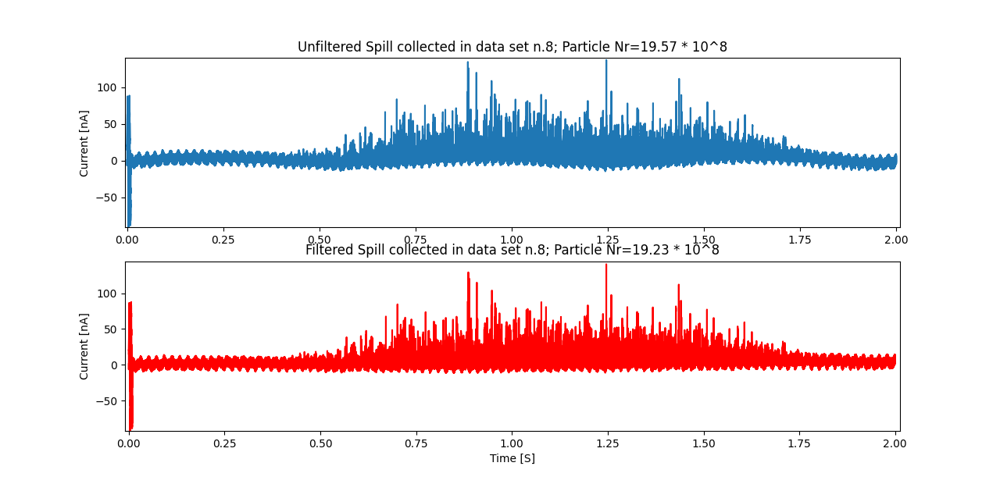 Unfiltered Spill collected in data set n.8; Particle Nr=19.57 * 10^8
100
50
0
−50
Current [nA]
0.00 0.25 0.50 0.75 1.00 1.25 1.50 1.75 2.00
Filtered Spill collected in data set n.8; Particle Nr=19.23 * 10^8
100
50
0
−50
Current [nA]
0.00 0.25 0.50 0.75 1.00 1.25 1.50 1.75 2.00
Time [S]